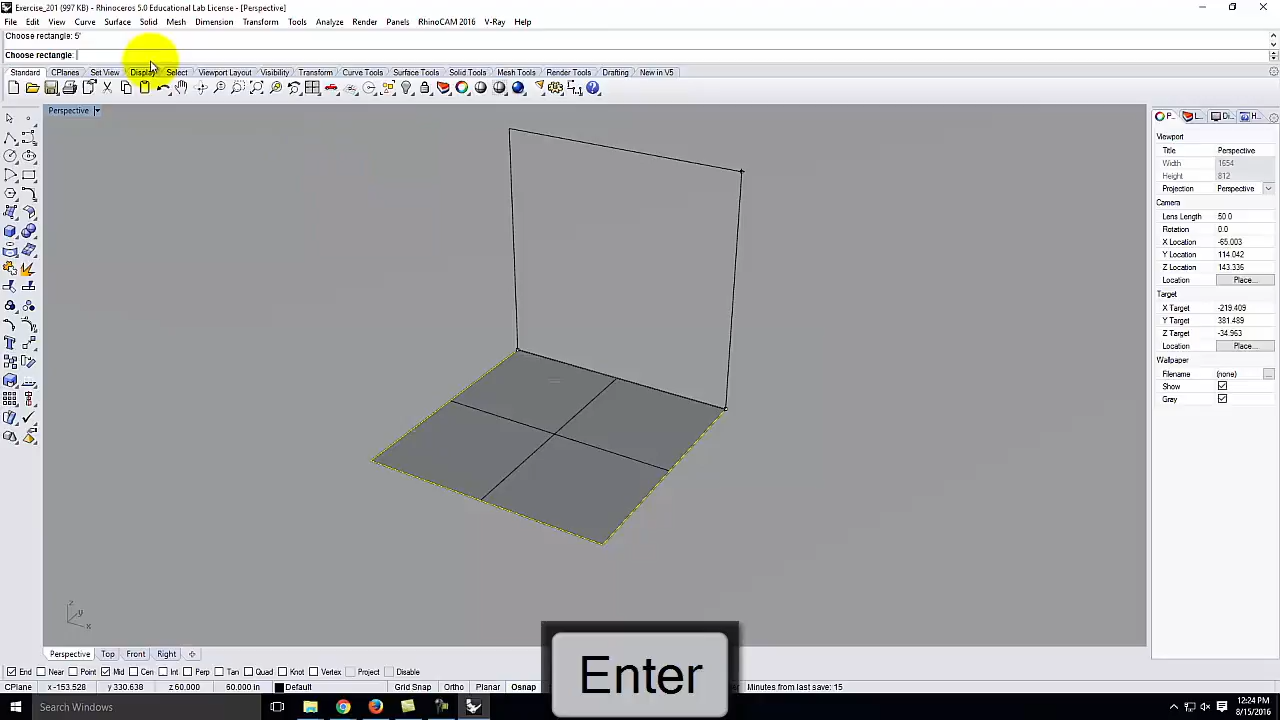 Exercise_201 (997 KB) - Rhinoceros 5.0 Educational Lab License - [Perspective]
File Edit View Curve Surface Solid Mesh Dimension Transform Tools Analyze Render Panels RhinoCAM 2016 V-Ray Help
Choose rectangle: 5'
Choose rectangle:
Standard CPlanes Set View Display Select Viewport Layout Visibility Transform Curve Tools Surface Tools Solid Tools Mesh Tools Render Tools Drafting New in V5
Perspective
P... L... Di... H...
Viewport
Title Perspective
Width 1654
Height 812
Projection Perspective
Camera
Lens Length 50.0
Rotation 0.0
X Location -65.003
Y Location 114.042
Z Location 143.336
Location Place...
Target
X Target -219.409
Y Target 381.489
Z Target -34.963
Location Place...
Wallpaper
Filename (none) ...
Show
Gray
z
y
x
Enter
Perspective Top Front Right
End Near Point Mid Cen Int Perp Tan Quad Knot Vertex Project Disable
CPlane x -153.528 y 330.638 z 60.000 60.000 in Default Grid Snap Ortho Planar Osnap Minutes from last save: 15
Search Windows
12:24 PM
8/15/2016